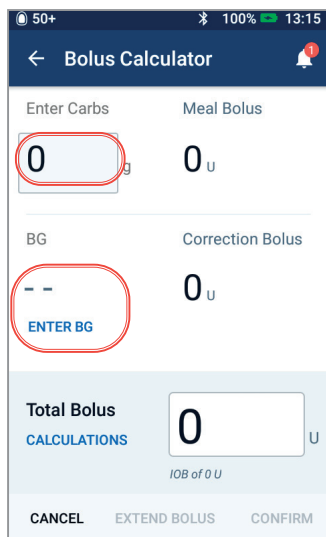 50+ 100% 13:15
← Bolus Calculator 1
Enter Carbs Meal Bolus
0 g 0 U
BG Correction Bolus
-- 0 U
ENTER BG
Total Bolus
CALCULATIONS 0 U
IOB of 0 U
CANCEL EXTEND BOLUS CONFIRM